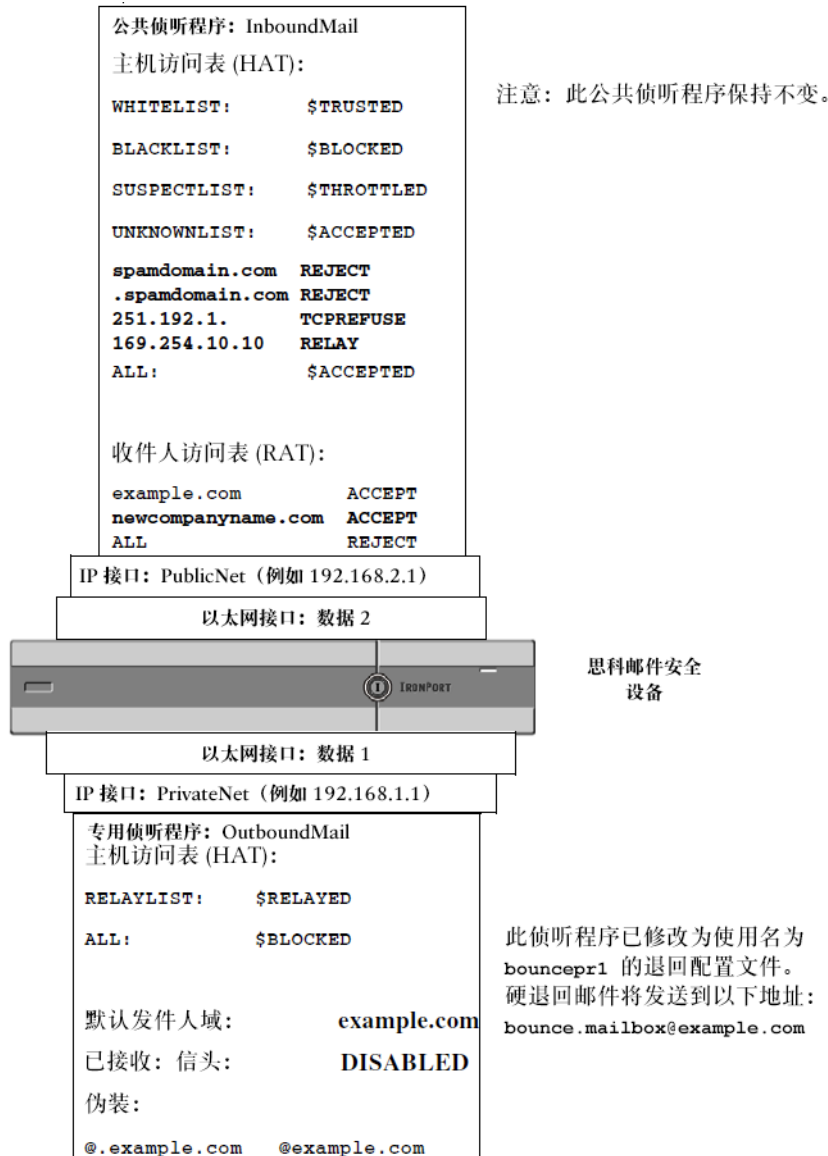 公共侦听程序：InboundMail
主机访问表 (HAT)：
WHITELIST: $TRUSTED
BLACKLIST: $BLOCKED
SUSPECTLIST: $THROTTLED
UNKNOWNLIST: $ACCEPTED
spamdomain.com REJECT
.spamdomain.com REJECT
251.192.1. TCPREFUSE
169.254.10.10 RELAY
ALL: $ACCEPTED
注意：此公共侦听程序保持不变。
收件人访问表 (RAT)：
example.com ACCEPT
newcompanyname.com ACCEPT
ALL REJECT
IP 接口：PublicNet（例如 192.168.2.1）
以太网接口：数据 2
IRONPORT
思科邮件安全
设备
以太网接口：数据 1
IP 接口：PrivateNet（例如 192.168.1.1）
专用侦听程序：OutboundMail
主机访问表 (HAT)：
RELAYLIST: $RELAYED
ALL: $BLOCKED
默认发件人域： example.com
已接收：信头： DISABLED
伪装：
@.example.com @example.com
此侦听程序已修改为使用名为
bouncepr1 的退回配置文件。
硬退回邮件将发送到以下地址：
bounce.mailbox@example.com